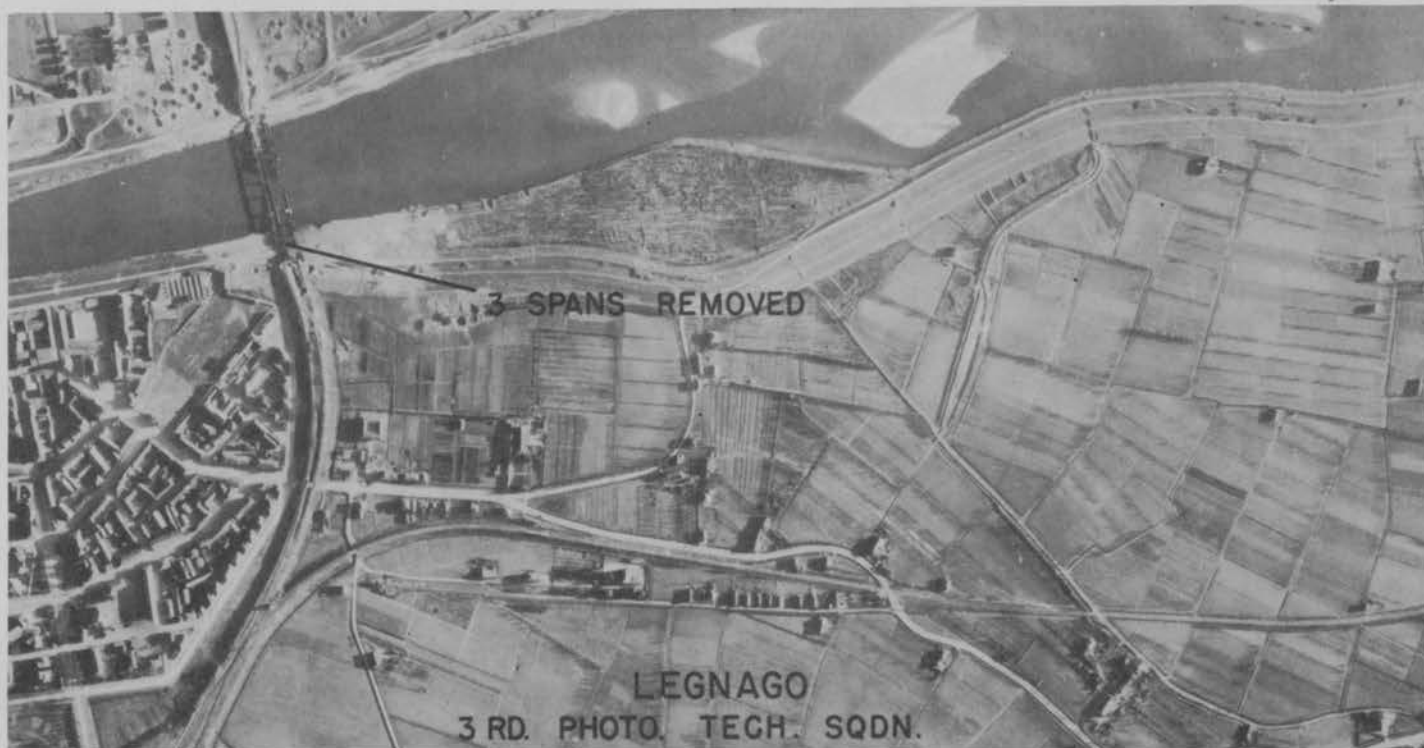 3 SPANS REMOVED
LEGNAGO
3 RD. PHOTO. TECH. SQDN.